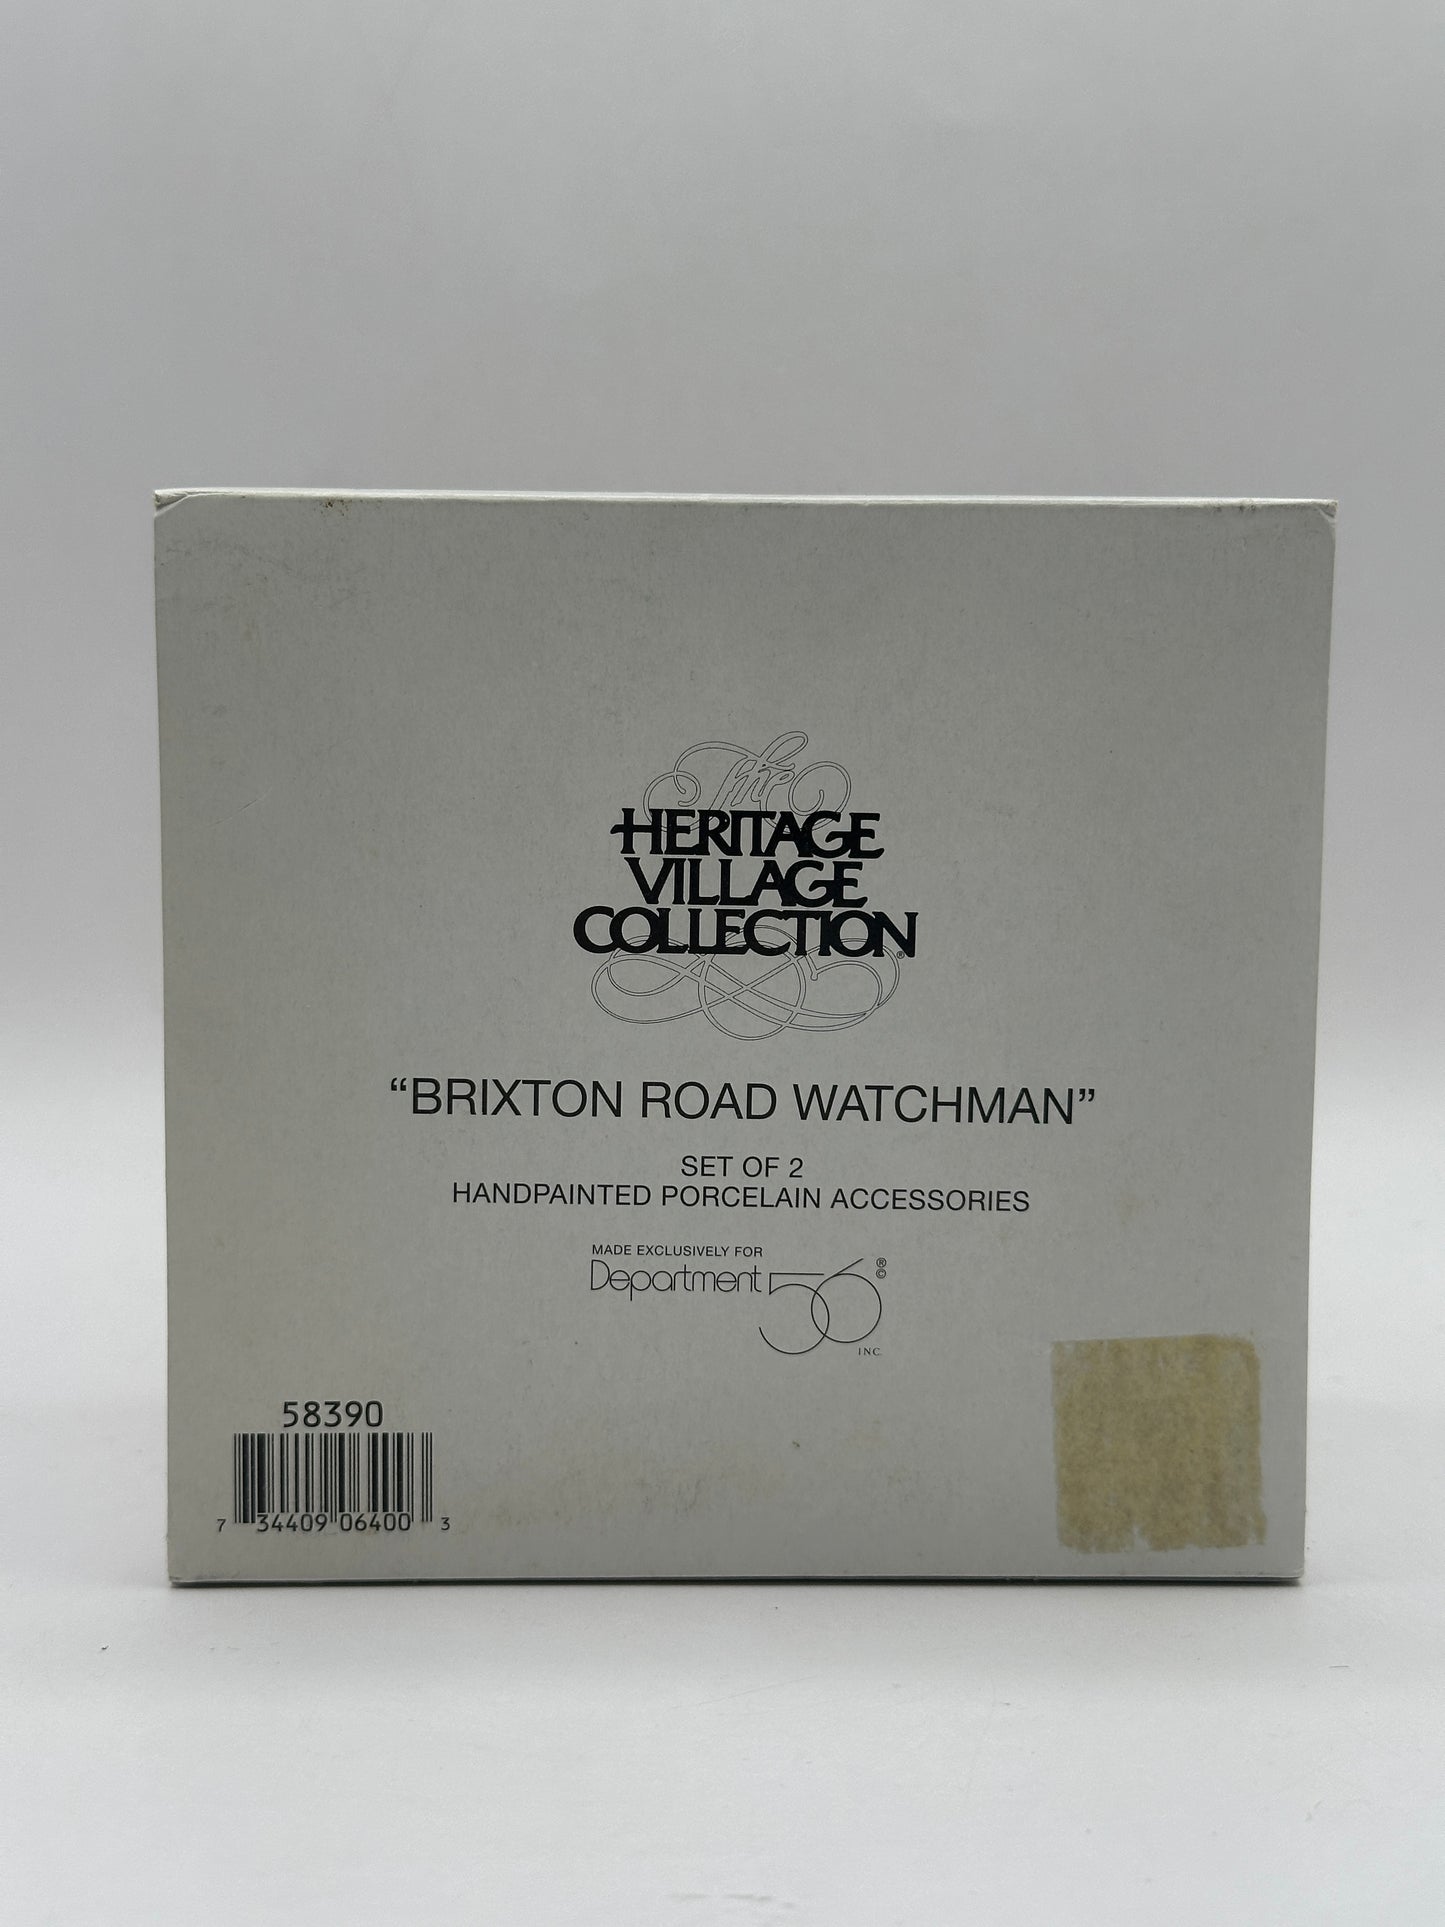 The
HERITAGE
VILLAGE
COLLECTION®
“BRIXTON ROAD WATCHMAN”
SET OF 2
HANDPAINTED PORCELAIN ACCESSORIES
MADE EXCLUSIVELY FOR
Department 56 ® ©
INC.
58390
7 34409 06400 3